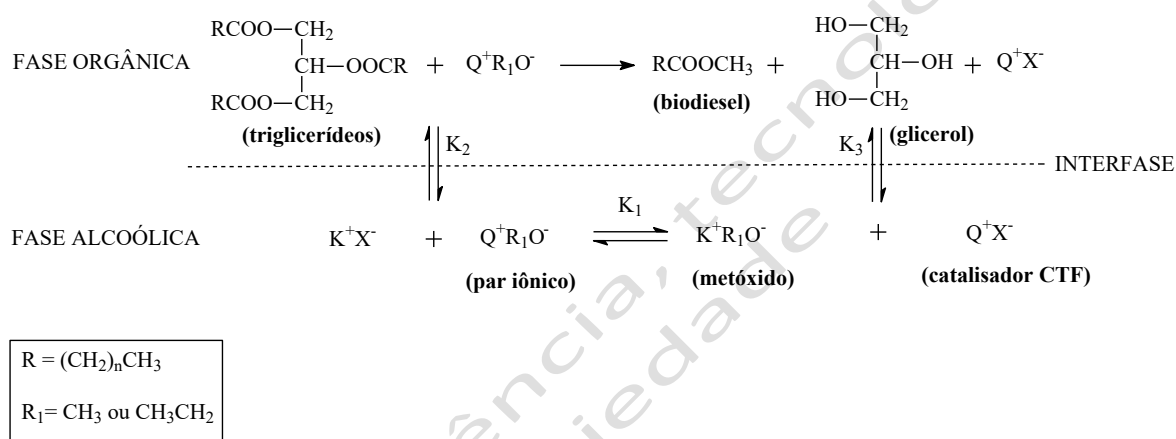 RCOO—CH₂
CH—OOCR
RCOO—CH₂
(triglicerídeos)
FASE ORGÂNICA
+
Q⁺R₁O⁻
RCOOCH₃
(biodiesel)
+
HO—CH₂
CH—OH
HO—CH₂
(glicerol)
+
Q⁺X⁻
K₂
K₃
INTERFASE
FASE ALCOÓLICA
K⁺X⁻
+
Q⁺R₁O⁻
(par iônico)
K₁
K⁺R₁O⁻
(metóxido)
+
Q⁺X⁻
(catalisador CTF)
R = (CH₂)ₙCH₃
R₁= CH₃ ou CH₃CH₂